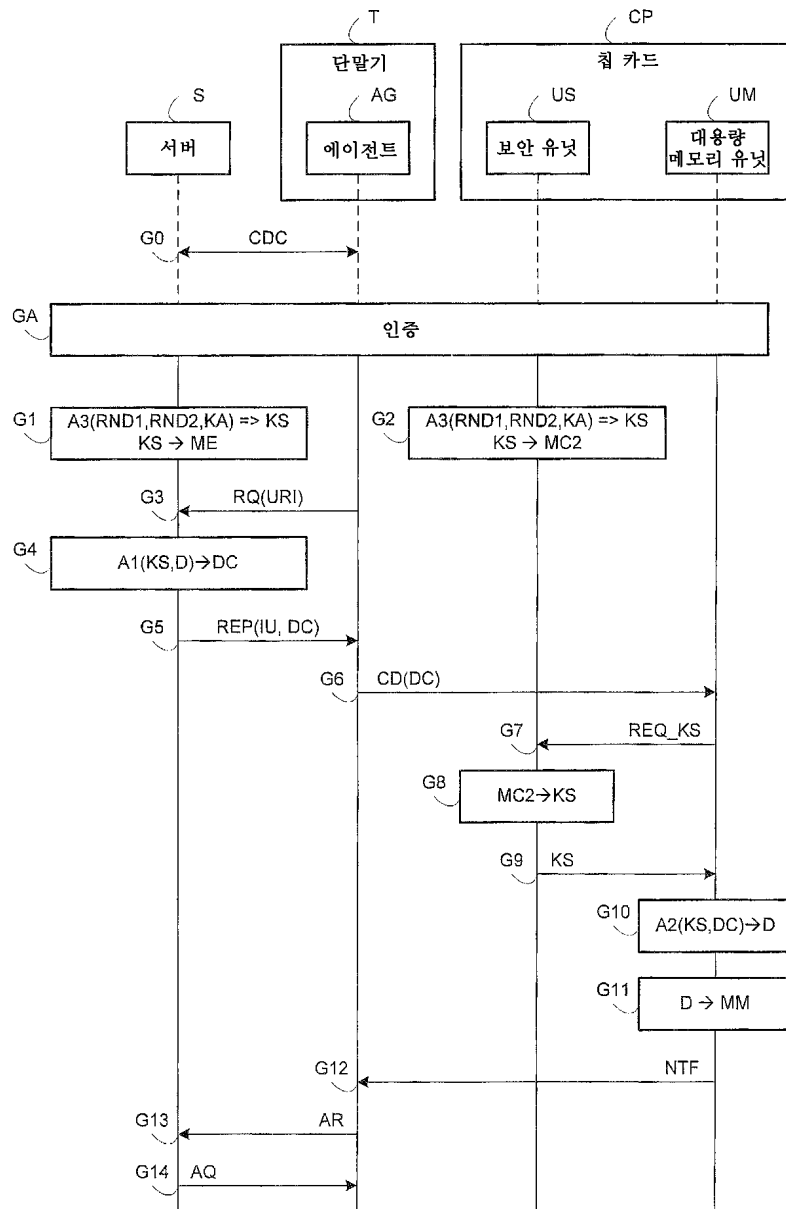 T
CP
단말기
칩 카드
S
AG
US
UM
서버
에이전트
보안 유닛
대용량
메모리 유닛
G0
CDC
GA
인증
G1
A3(RND1,RND2,KA) => KS
KS → ME
G2
A3(RND1,RND2,KA) => KS
KS → MC2
G3
RQ(URI)
G4
A1(KS,D)→DC
G5
REP(IU, DC)
G6
CD(DC)
G7
REQ_KS
G8
MC2→KS
G9
KS
G10
A2(KS,DC)→D
G11
D → MM
G12
NTF
G13
AR
G14
AQ